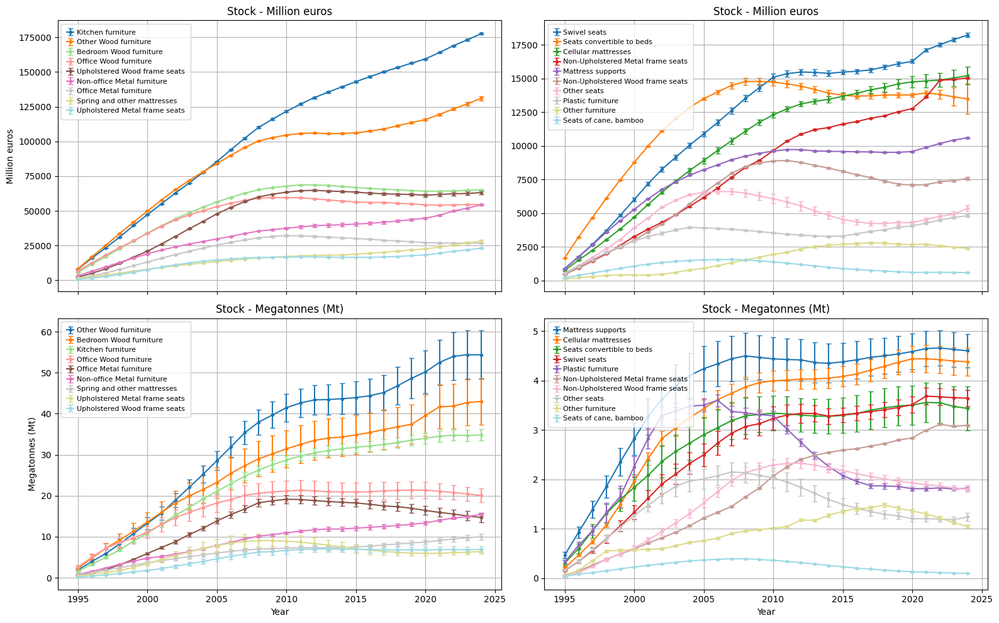 Stock - Million euros
Million euros
175000
150000
125000
100000
75000
50000
25000
0
Kitchen furniture
Other Wood furniture
Bedroom Wood furniture
Office Wood furniture
Upholstered Wood frame seats
Non-office Metal furniture
Office Metal furniture
Spring and other mattresses
Upholstered Metal frame seats
Stock - Million euros
17500
15000
12500
10000
7500
5000
2500
0
Swivel seats
Seats convertible to beds
Cellular mattresses
Non-Upholstered Metal frame seats
Mattress supports
Non-Upholstered Wood frame seats
Other seats
Plastic furniture
Other furniture
Seats of cane, bamboo
Stock - Megatonnes (Mt)
Megatonnes (Mt)
60
50
40
30
20
10
0
Other Wood furniture
Bedroom Wood furniture
Kitchen furniture
Office Wood furniture
Office Metal furniture
Non-office Metal furniture
Spring and other mattresses
Upholstered Metal frame seats
Upholstered Wood frame seats
1995 2000 2005 2010 2015 2020 2025
Year
Stock - Megatonnes (Mt)
5
4
3
2
1
0
Mattress supports
Cellular mattresses
Seats convertible to beds
Swivel seats
Plastic furniture
Non-Upholstered Metal frame seats
Non-Upholstered Wood frame seats
Other seats
Other furniture
Seats of cane, bamboo
1995 2000 2005 2010 2015 2020 2025
Year